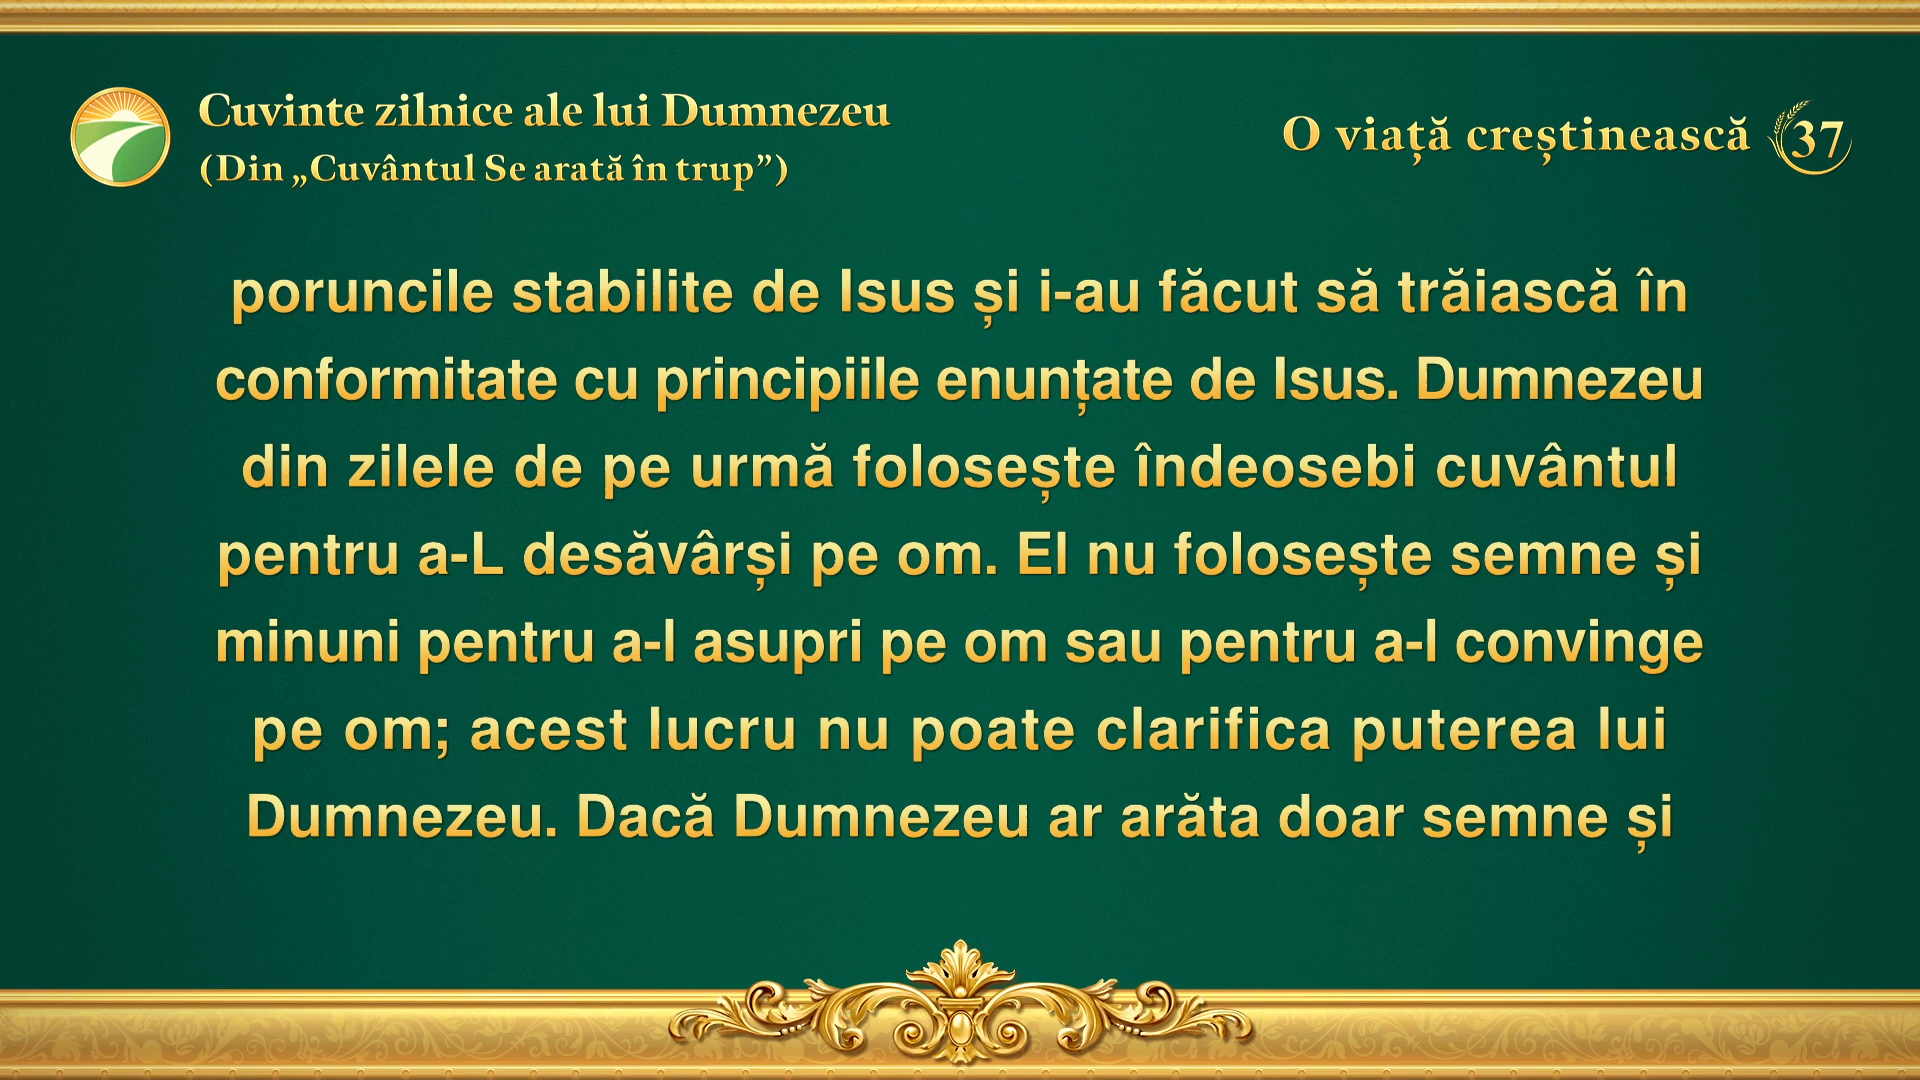 Cuvinte zilnice ale lui Dumnezeu
(Din „Cuvântul Se arată în trup”)
O viață creștinească 37
poruncile stabilite de Isus și i-au făcut să trăiască în
conformitate cu principiile enunțate de Isus. Dumnezeu
din zilele de pe urmă folosește îndeosebi cuvântul
pentru a-L desăvârși pe om. El nu folosește semne și
minuni pentru a-l asupri pe om sau pentru a-l convinge
pe om; acest lucru nu poate clarifica puterea lui
Dumnezeu. Dacă Dumnezeu ar arăta doar semne și